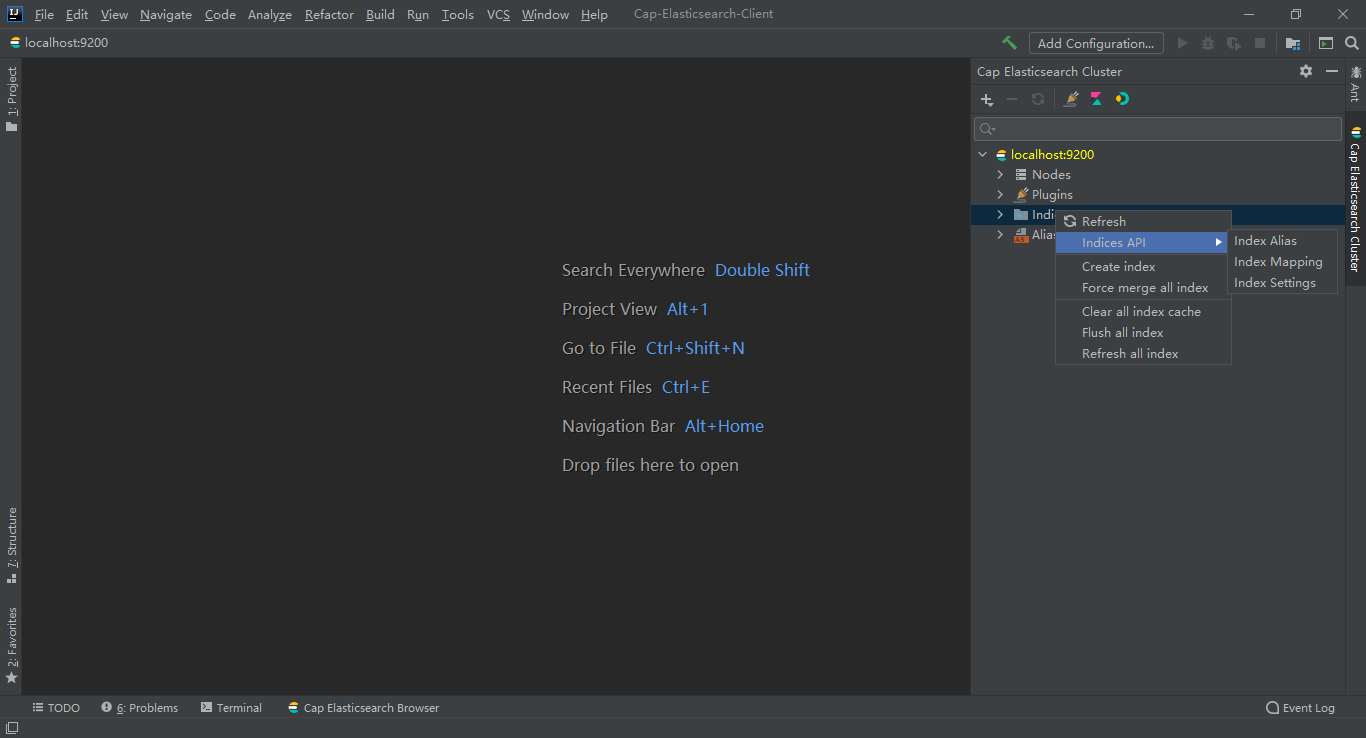 File Edit View Navigate Code Analyze Refactor Build Run Tools VCS Window Help Cap-Elasticsearch-Client
localhost:9200
Add Configuration...
1: Project
7: Structure
2: Favorites
Search Everywhere Double Shift
Project View Alt+1
Go to File Ctrl+Shift+N
Recent Files Ctrl+E
Navigation Bar Alt+Home
Drop files here to open
Cap Elasticsearch Cluster
localhost:9200
Nodes
Plugins
Indi
Alias
Refresh
Indices API
Create index
Force merge all index
Clear all index cache
Flush all index
Refresh all index
Index Alias
Index Mapping
Index Settings
Ant
Cap Elasticsearch Cluster
TODO 6: Problems Terminal Cap Elasticsearch Browser Event Log